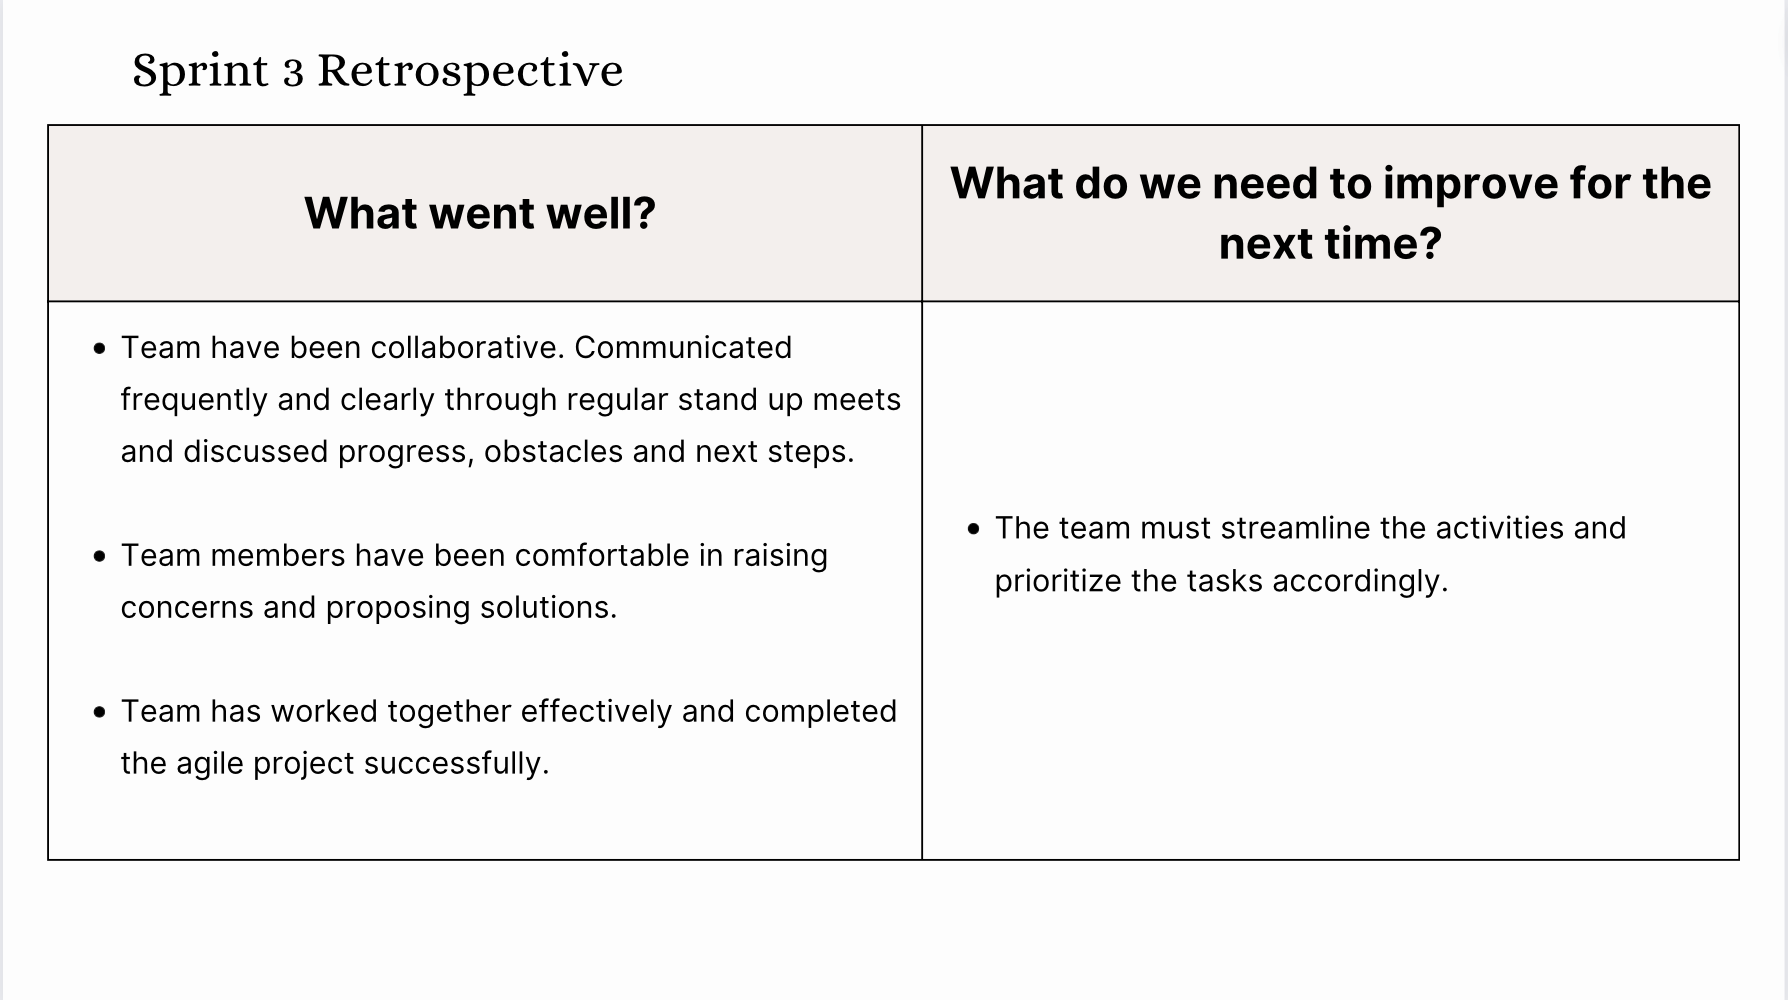 Sprint 3 Retrospective
What went well?
What do we need to improve for the
next time?
• Team have been collaborative. Communicated
frequently and clearly through regular stand up meets
and discussed progress, obstacles and next steps.
• Team members have been comfortable in raising
concerns and proposing solutions.
• Team has worked together effectively and completed
the agile project successfully.
• The team must streamline the activities and
prioritize the tasks accordingly.